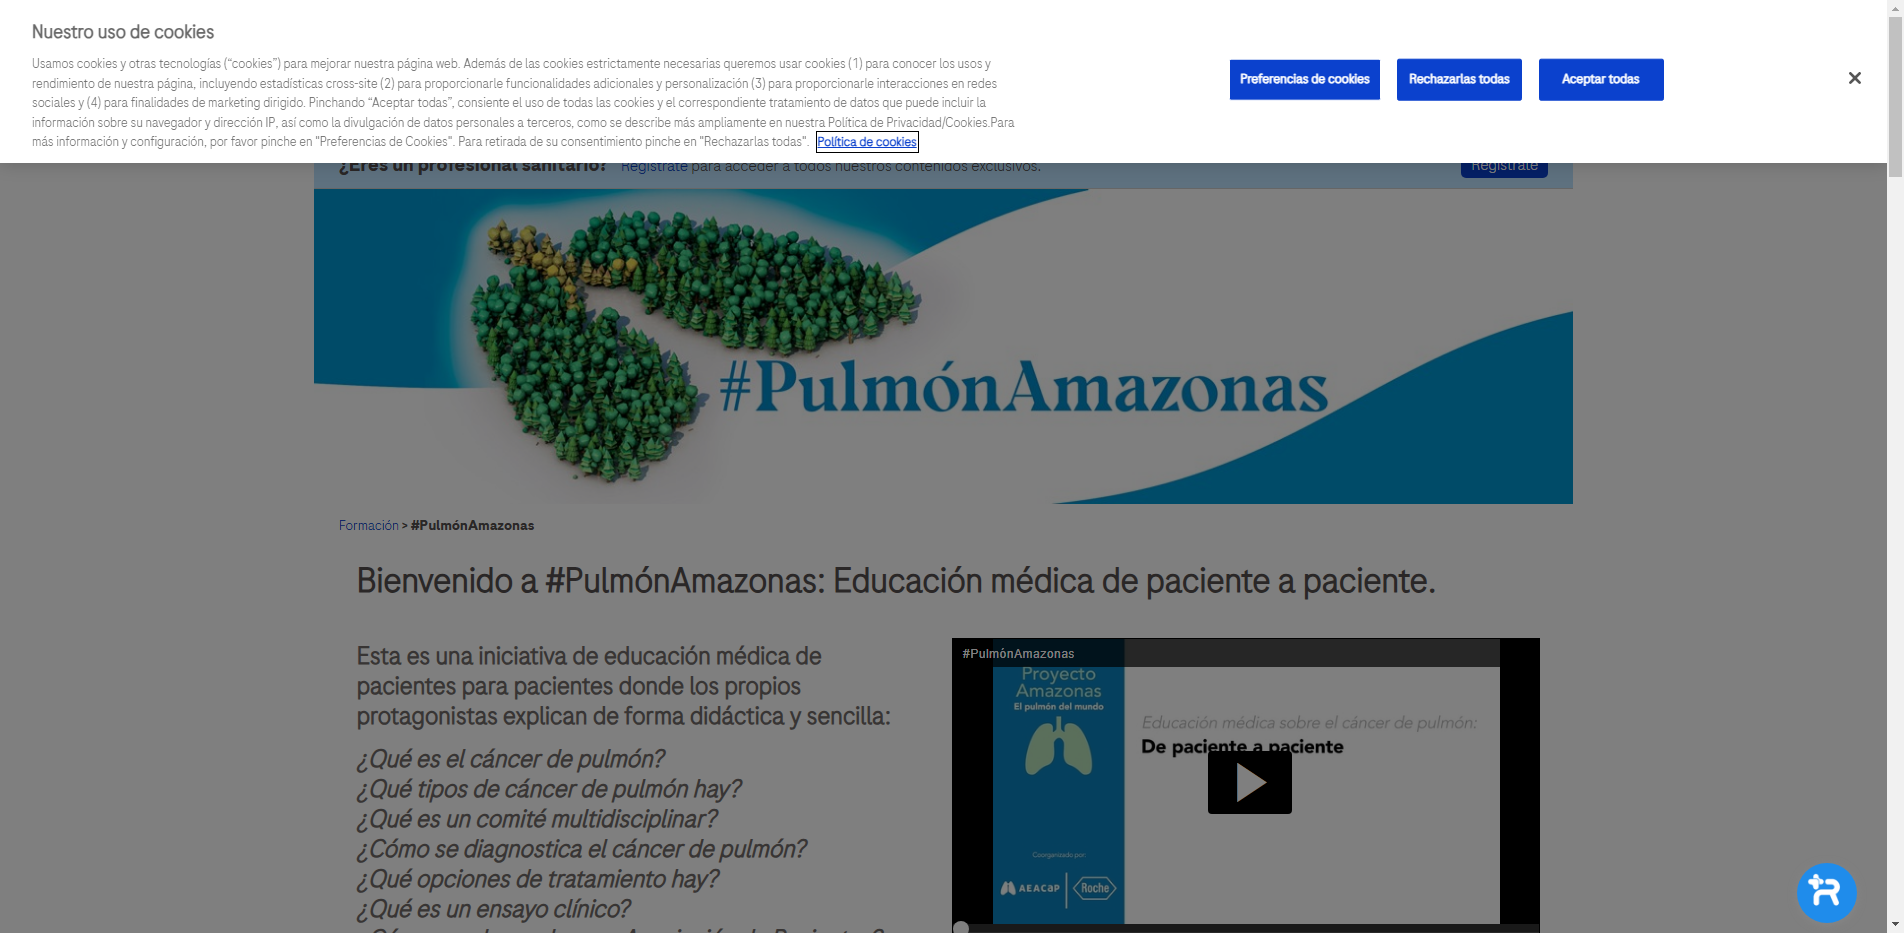 Nuestro uso de cookies
Usamos cookies y otras tecnologías (“cookies”) para mejorar nuestra página web. Además de las cookies estrictamente necesarias queremos usar cookies (1) para conocer los usos y
rendimiento de nuestra página, incluyendo estadísticas cross-site (2) para proporcionarle funcionalidades adicionales y personalización (3) para proporcionarle interacciones en redes
sociales y (4) para finalidades de marketing dirigido. Pinchando “Aceptar todas”, consiente el uso de todas las cookies y el correspondiente tratamiento de datos que puede incluir la
información sobre su navegador y dirección IP, así como la divulgación de datos personales a terceros, como se describe más ampliamente en nuestra Política de Privacidad/Cookies.Para
más información y configuración, por favor pinche en "Preferencias de Cookies". Para retirada de su consentimiento pinche en "Rechazarlas todas". Política de cookies
Preferencias de cookies
Rechazarlas todas
Aceptar todas
¿Eres un profesional sanitario? Regístrate para acceder a todos nuestros contenidos exclusivos.
Regístrate
#PulmónAmazonas
Formación > #PulmónAmazonas
Bienvenido a #PulmónAmazonas: Educación médica de paciente a paciente.
Esta es una iniciativa de educación médica de
pacientes para pacientes donde los propios
protagonistas explican de forma didáctica y sencilla:
¿Qué es el cáncer de pulmón?
¿Qué tipos de cáncer de pulmón hay?
¿Qué es un comité multidisciplinar?
¿Cómo se diagnostica el cáncer de pulmón?
¿Qué opciones de tratamiento hay?
¿Qué es un ensayo clínico?
#PulmónAmazonas
Proyecto
Amazonas
El pulmón del mundo
Educación médica sobre el cáncer de pulmón:
De paciente a paciente
Coorganizado por:
AEACaP
Roche